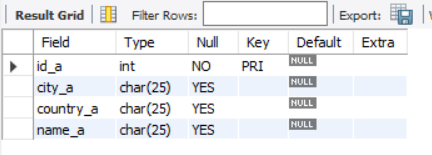 Result Grid Filter Rows: Export:
Field Type Null Key Default Extra
id_a int NO PRI NULL
city_a char(25) YES NULL
country_a char(25) YES NULL
name_a char(25) YES NULL